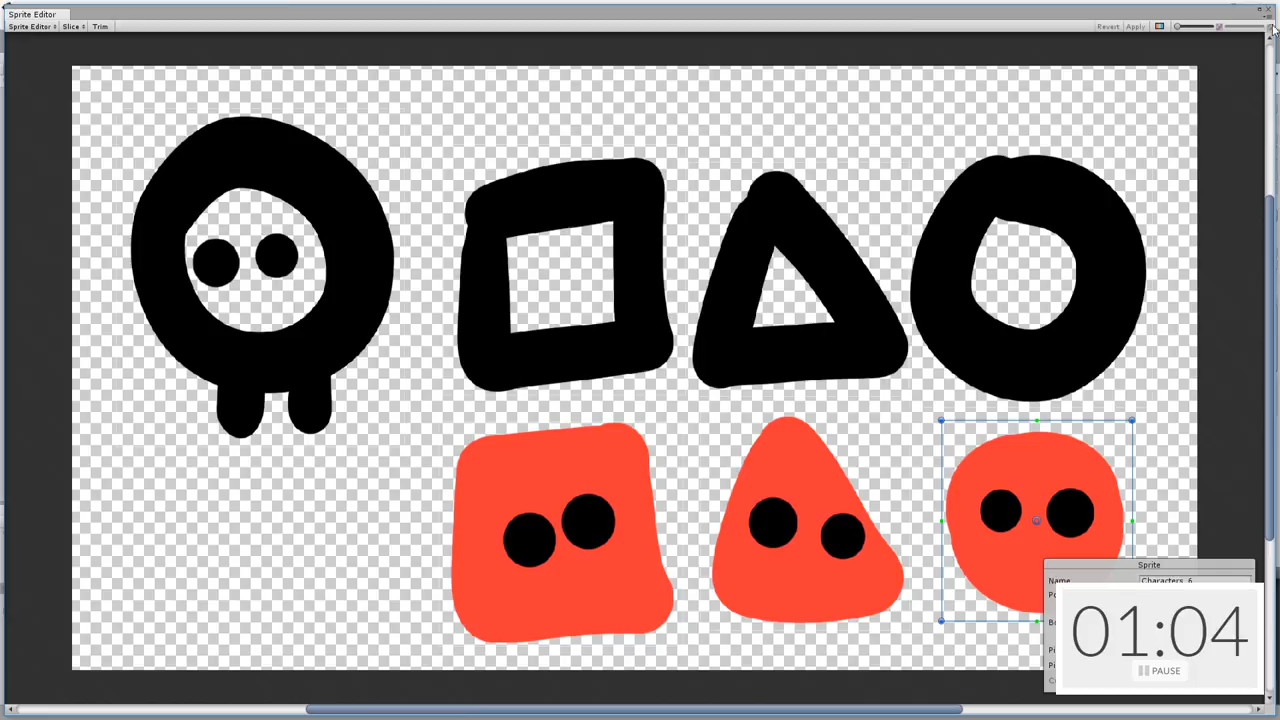 Sprite Editor
Sprite Editor Slice Trim Revert Apply
Sprite
Name Characters_6
01:04
PAUSE